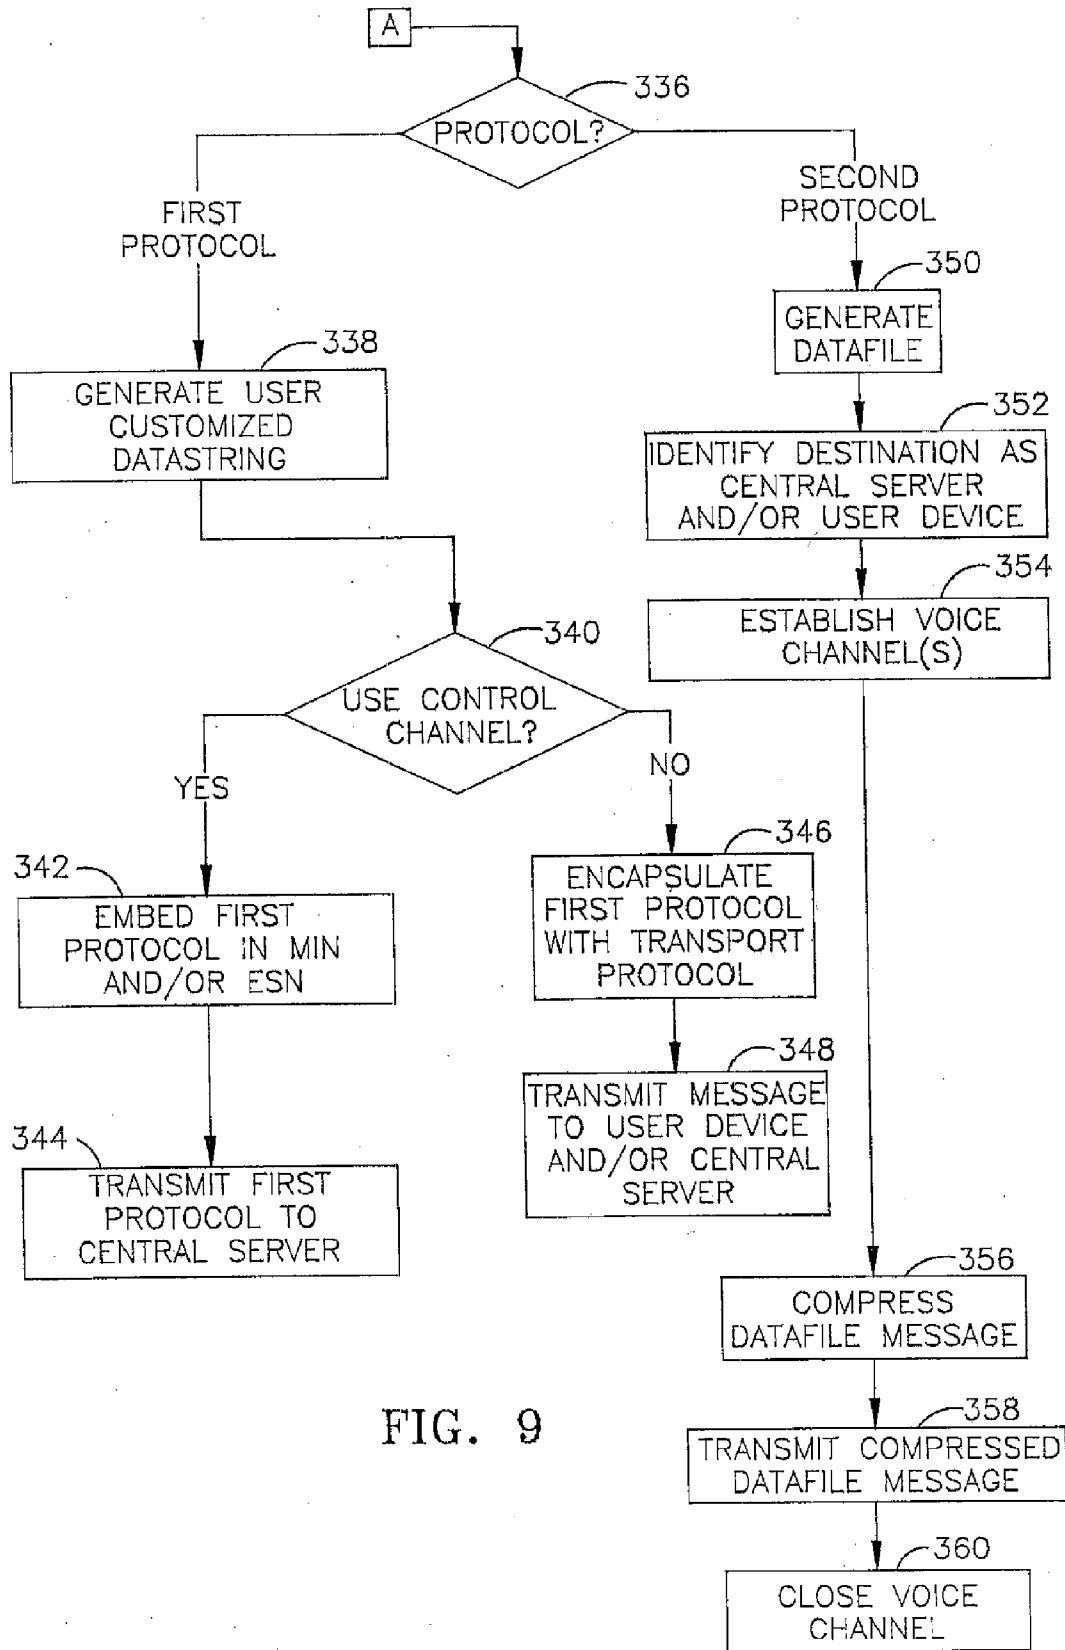 A
336
PROTOCOL?
FIRST
PROTOCOL
SECOND
PROTOCOL
350
GENERATE
DATAFILE
338
GENERATE USER
CUSTOMIZED
DATASTRING
352
IDENTIFY DESTINATION AS
CENTRAL SERVER
AND/OR USER DEVICE
354
ESTABLISH VOICE
CHANNEL(S)
340
USE CONTROL
CHANNEL?
YES
NO
342
EMBED FIRST
PROTOCOL IN MIN
AND/OR ESN
346
ENCAPSULATE
FIRST PROTOCOL
WITH TRANSPORT
PROTOCOL
344
TRANSMIT FIRST
PROTOCOL TO
CENTRAL SERVER
348
TRANSMIT MESSAGE
TO USER DEVICE
AND/OR CENTRAL
SERVER
356
COMPRESS
DATAFILE MESSAGE
358
TRANSMIT COMPRESSED
DATAFILE MESSAGE
360
CLOSE VOICE
CHANNEL
FIG. 9